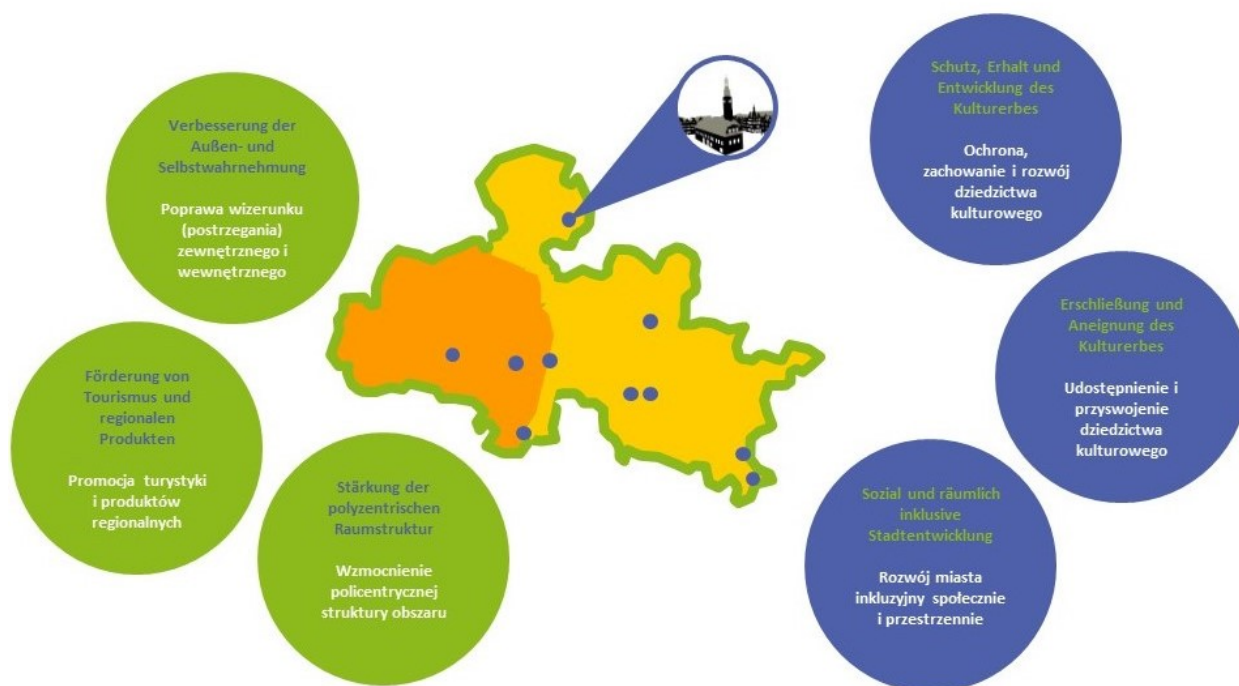 Verbesserung der
Außen- und
Selbstwahrnehmung
Poprawa wizerunku
(postrzegania)
zewnętrznego i
wewnętrznego
Förderung von
Tourismus und
regionalen
Produkten
Promocja turystyki
i produktów
regionalnych
Stärkung der
polyzentrischen
Raumstruktur
Wzmocnienie
policentrycznej
struktury obszaru
Schutz, Erhalt und
Entwicklung des
Kulturerbes
Ochrona,
zachowanie i rozwój
dziedzictwa
kulturowego
Erschließung und
Aneignung des
Kulturerbes
Udostępnienie i
przyswojenie
dziedzictwa
kulturowego
Sozial und räumlich
inklusive
Stadtentwicklung
Rozwój miasta
inkluzyjny społecznie
i przestrzennie